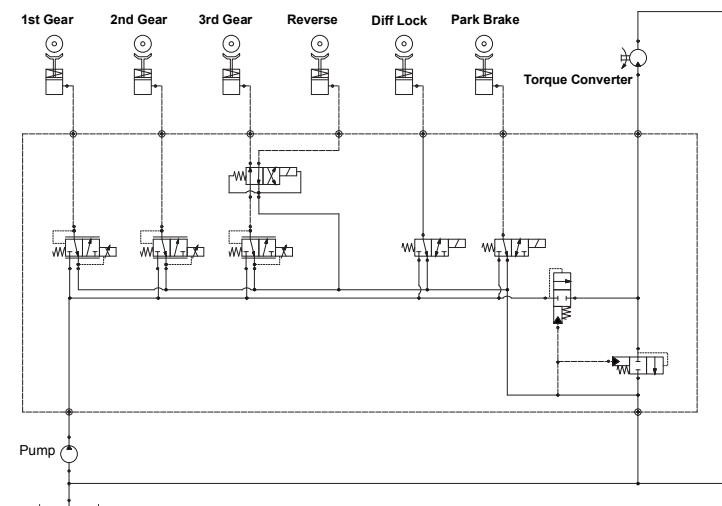 1st Gear 2nd Gear 3rd Gear Reverse Diff Lock Park Brake
Torque Converter
Pump